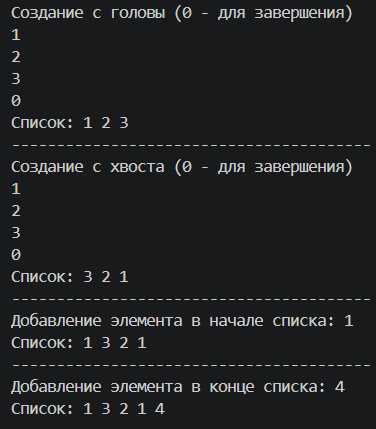 Создание с головы (0 - для завершения)
1
2
3
0
Список: 1 2 3
---------------------------------------
Создание с хвоста (0 - для завершения)
1
2
3
0
Список: 3 2 1
---------------------------------------
Добавление элемента в начале списка: 1
Список: 1 3 2 1
---------------------------------------
Добавление элемента в конце списка: 4
Список: 1 3 2 1 4